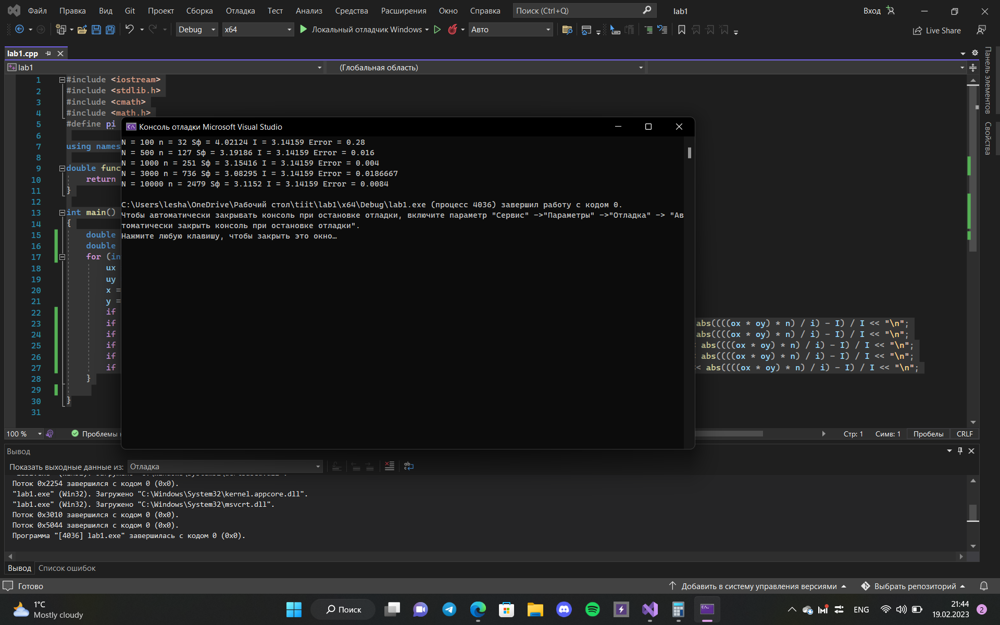 Файл Правка Вид Git Проект Сборка Отладка Тест Анализ Средства Расширения Окно Справка Поиск (Ctrl+Q) lab1 Вход
Debug x64 Локальный отладчик Windows Авто Live Share
lab1.cpp
lab1 (Глобальная область)
Панель элементов
Свойства
1 #include <iostream>
2 #include <stdlib.h>
3 #include <cmath>
4 #include <math.h>
5 #define pi
6
7 using names
8
9 double func
10 return
11 }
12
13 int main()
14 {
15 double
16 double
17 for (in
18 ux
19 uy
20 x =
21 y =
22 if
23 if abs((((ox * oy) * n) / i) - I) / I << "\n";
24 if abs((((ox * oy) * n) / i) - I) / I << "\n";
25 if abs((((ox * oy) * n) / i) - I) / I << "\n";
26 if abs((((ox * oy) * n) / i) - I) / I << "\n";
27 if < abs((((ox * oy) * n) / i) - I) / I << "\n";
28 }
29
30 }
31
Консоль отладки Microsoft Visual Studio
N = 100 n = 32 Sф = 4.02124 I = 3.14159 Error = 0.28
N = 500 n = 127 Sф = 3.19186 I = 3.14159 Error = 0.016
N = 1000 n = 251 Sф = 3.15416 I = 3.14159 Error = 0.004
N = 3000 n = 736 Sф = 3.08295 I = 3.14159 Error = 0.0186667
N = 10000 n = 2479 Sф = 3.1152 I = 3.14159 Error = 0.0084
C:\Users\lesha\OneDrive\Рабочий стол\tiit\lab1\x64\Debug\lab1.exe (процесс 4036) завершил работу с кодом 0.
Чтобы автоматически закрывать консоль при остановке отладки, включите параметр "Сервис" ->"Параметры" ->"Отладка" -> "Ав
томатически закрыть консоль при остановке отладки".
Нажмите любую клавишу, чтобы закрыть это окно…
100 % Проблемы Стр: 1 Симв: 1 Пробелы CRLF
Вывод
Показать выходные данные из: Отладка
Поток 0x2254 завершился с кодом 0 (0x0).
"lab1.exe" (Win32). Загружено "C:\Windows\System32\kernel.appcore.dll".
"lab1.exe" (Win32). Загружено "C:\Windows\System32\msvcrt.dll".
Поток 0x3010 завершился с кодом 0 (0x0).
Поток 0x5044 завершился с кодом 0 (0x0).
Программа "[4036] lab1.exe" завершилась с кодом 0 (0x0).
Вывод Список ошибок
Готово Добавить в систему управления версиями Выбрать репозиторий
1°C
Mostly cloudy
Поиск
ENG
21:44
19.02.2023
2